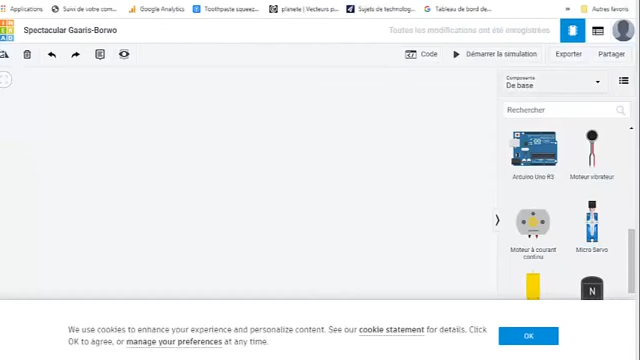 Applications
Suivi de votre com...
Google Analytics
Toothpaste squeez...
planete | Vecteurs p...
Sujets de technolog...
Tableau de bord de...
»
Autres favoris
Spectacular Gaaris-Borwo
Toutes les modifications ont été enregistrées
Code
Démarrer la simulation
Exporter
Partager
Composants
De base
Rechercher
Arduino Uno R3
Moteur vibrateur
Moteur à courant
continu
Micro Servo
N
We use cookies to enhance your experience and personalize content. See our cookie statement for details. Click
OK to agree, or manage your preferences at any time.
OK